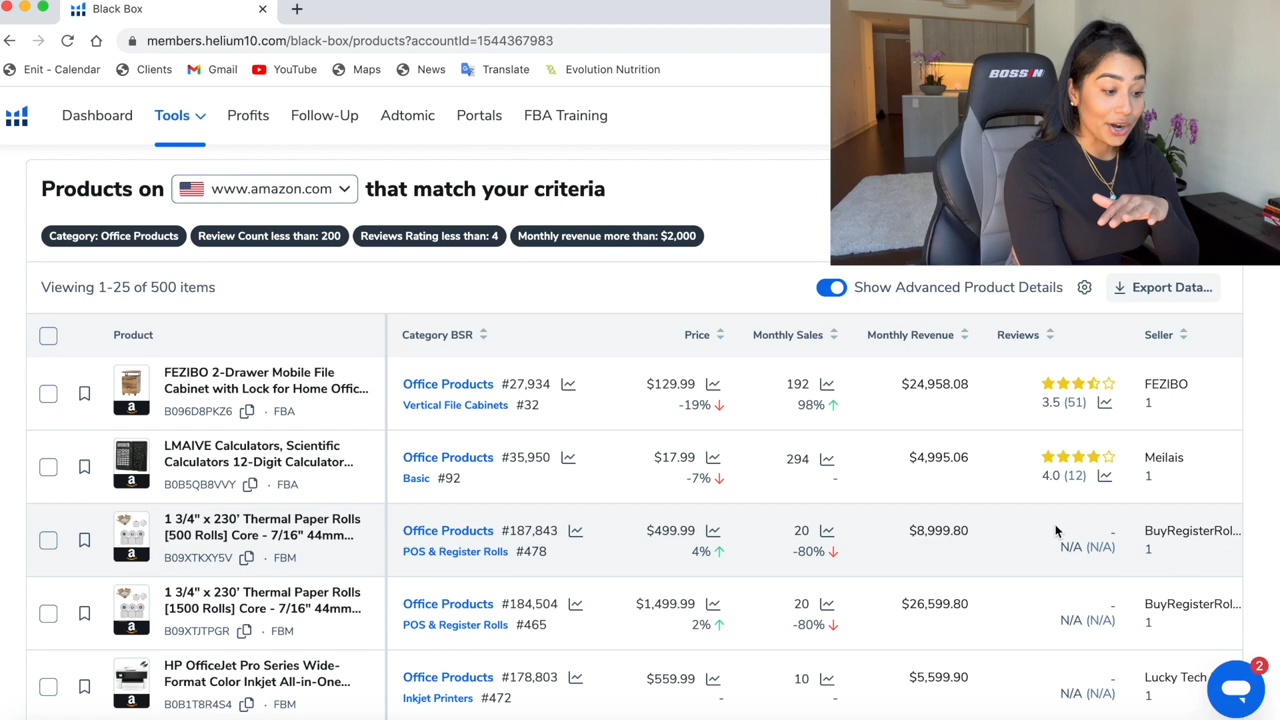 Black Box
members.helium10.com/black-box/products?accountId=1544367983
Enit - Calendar Clients Gmail YouTube Maps News Translate Evolution Nutrition
BOSSIN
Dashboard Tools Profits Follow-Up Adtomic Portals FBA Training
Products on www.amazon.com that match your criteria
Category: Office Products Review Count less than: 200 Reviews Rating less than: 4 Monthly revenue more than: $2,000
Viewing 1-25 of 500 items Show Advanced Product Details Export Data...
Product Category BSR Price Monthly Sales Monthly Revenue Reviews Seller
FEZIBO 2-Drawer Mobile File
Cabinet with Lock for Home Offic...
B096D8PKZ6 · FBA
a
Office Products #27,934 $129.99 192 $24,958.08 FEZIBO
Vertical File Cabinets #32 -19% 98% 3.5 (51) 1
LMAIVE Calculators, Scientific
Calculators 12-Digit Calculator...
B0B5QB8VVY · FBA
a
Office Products #35,950 $17.99 294 $4,995.06 Meilais
Basic #92 -7% - 4.0 (12) 1
1 3/4" x 230' Thermal Paper Rolls
[500 Rolls] Core - 7/16" 44mm...
B09XTKXY5V · FBM
a
Office Products #187,843 $499.99 20 $8,999.80 - BuyRegisterRol...
POS & Register Rolls #478 4% -80% N/A (N/A) 1
1 3/4" x 230' Thermal Paper Rolls
[1500 Rolls] Core - 7/16" 44mm...
B09XTJTPGR · FBM
a
Office Products #184,504 $1,499.99 20 $26,599.80 - BuyRegisterRol...
POS & Register Rolls #465 2% -80% N/A (N/A) 1
HP OfficeJet Pro Series Wide-
Format Color Inkjet All-in-One...
B0B1T8R4S4 · FBM
a
Office Products #178,803 $559.99 10 $5,599.90 - Lucky Tech
Inkjet Printers #472 - - N/A (N/A) 1
2